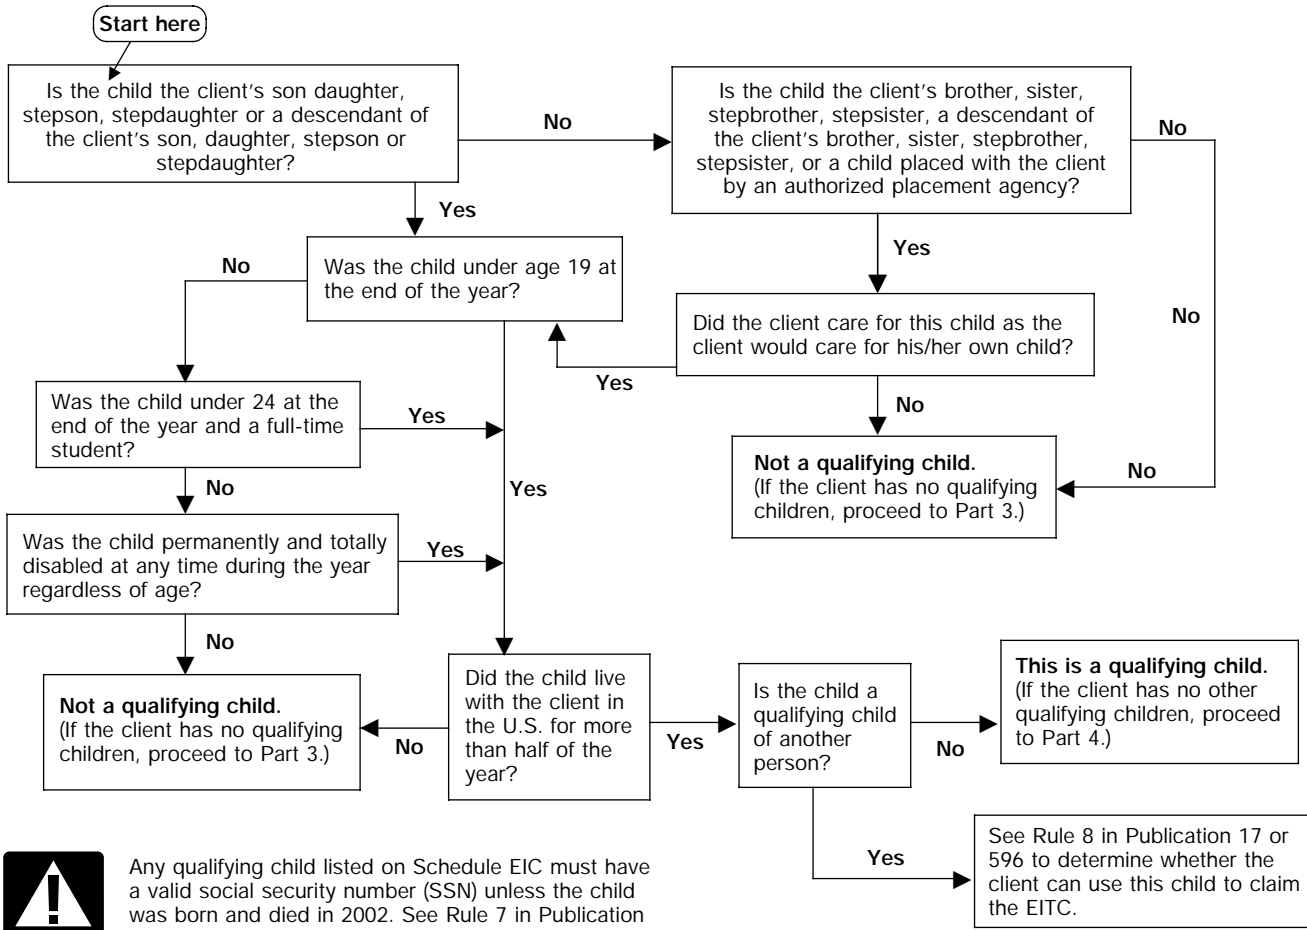 Start here
Is the child the client's son daughter,
stepson, stepdaughter or a descendant of
the client's son, daughter, stepson or
stepdaughter?
No
Is the child the client's brother, sister,
stepbrother, stepsister, a descendant of
the client's brother, sister, stepbrother,
stepsister, or a child placed with the client
by an authorized placement agency?
No
Yes
Yes
No
Was the child under age 19 at
the end of the year?
Did the client care for this child as the
client would care for his/her own child?
No
Yes
No
Was the child under 24 at the
end of the year and a full-time
student?
Yes
Not a qualifying child.
(If the client has no qualifying
children, proceed to Part 3.)
No
No
Yes
Was the child permanently and totally
disabled at any time during the year
regardless of age?
Yes
No
Not a qualifying child.
(If the client has no qualifying
children, proceed to Part 3.)
No
Did the child live
with the client in
the U.S. for more
than half of the
year?
Yes
Is the child a
qualifying child
of another
person?
No
This is a qualifying child.
(If the client has no other
qualifying children, proceed
to Part 4.)
Yes
See Rule 8 in Publication 17 or
596 to determine whether the
client can use this child to claim
the EITC.
Any qualifying child listed on Schedule EIC must have
a valid social security number (SSN) unless the child
was born and died in 2002. See Rule 7 in Publication